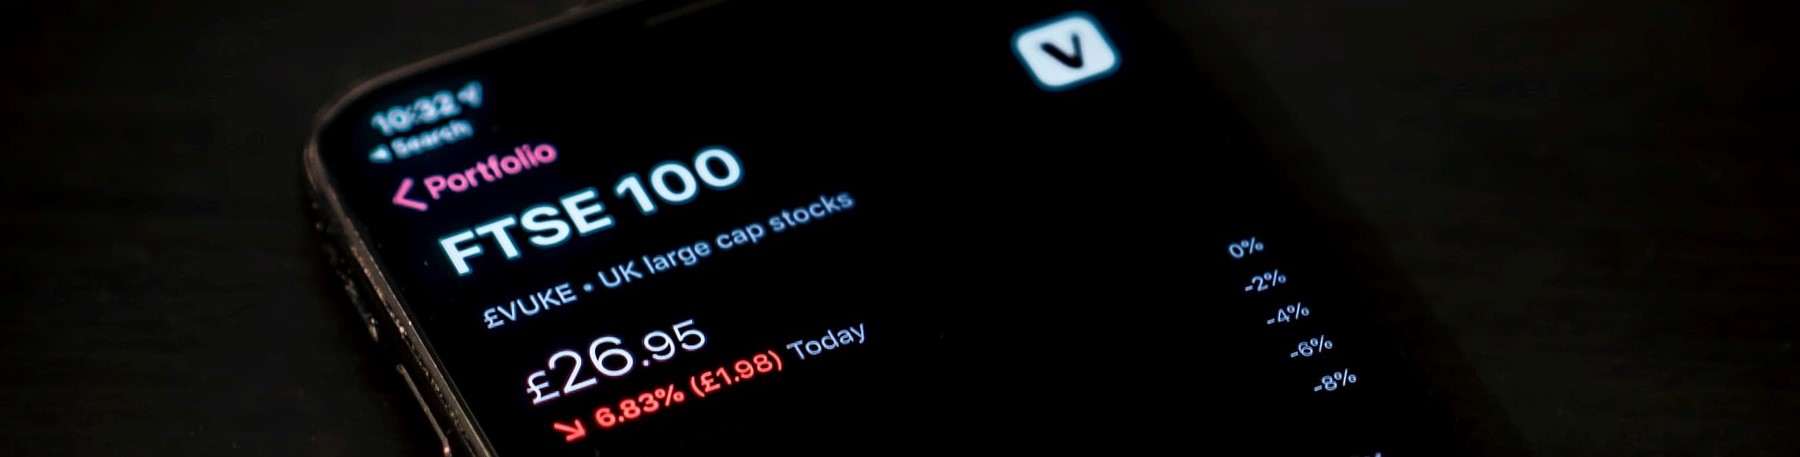 10:32
Search
Portfolio
V
FTSE 100
£VUKE • UK large cap stocks
£26.95
6.83% (£1.98) Today
0%
-2%
-4%
-6%
-8%